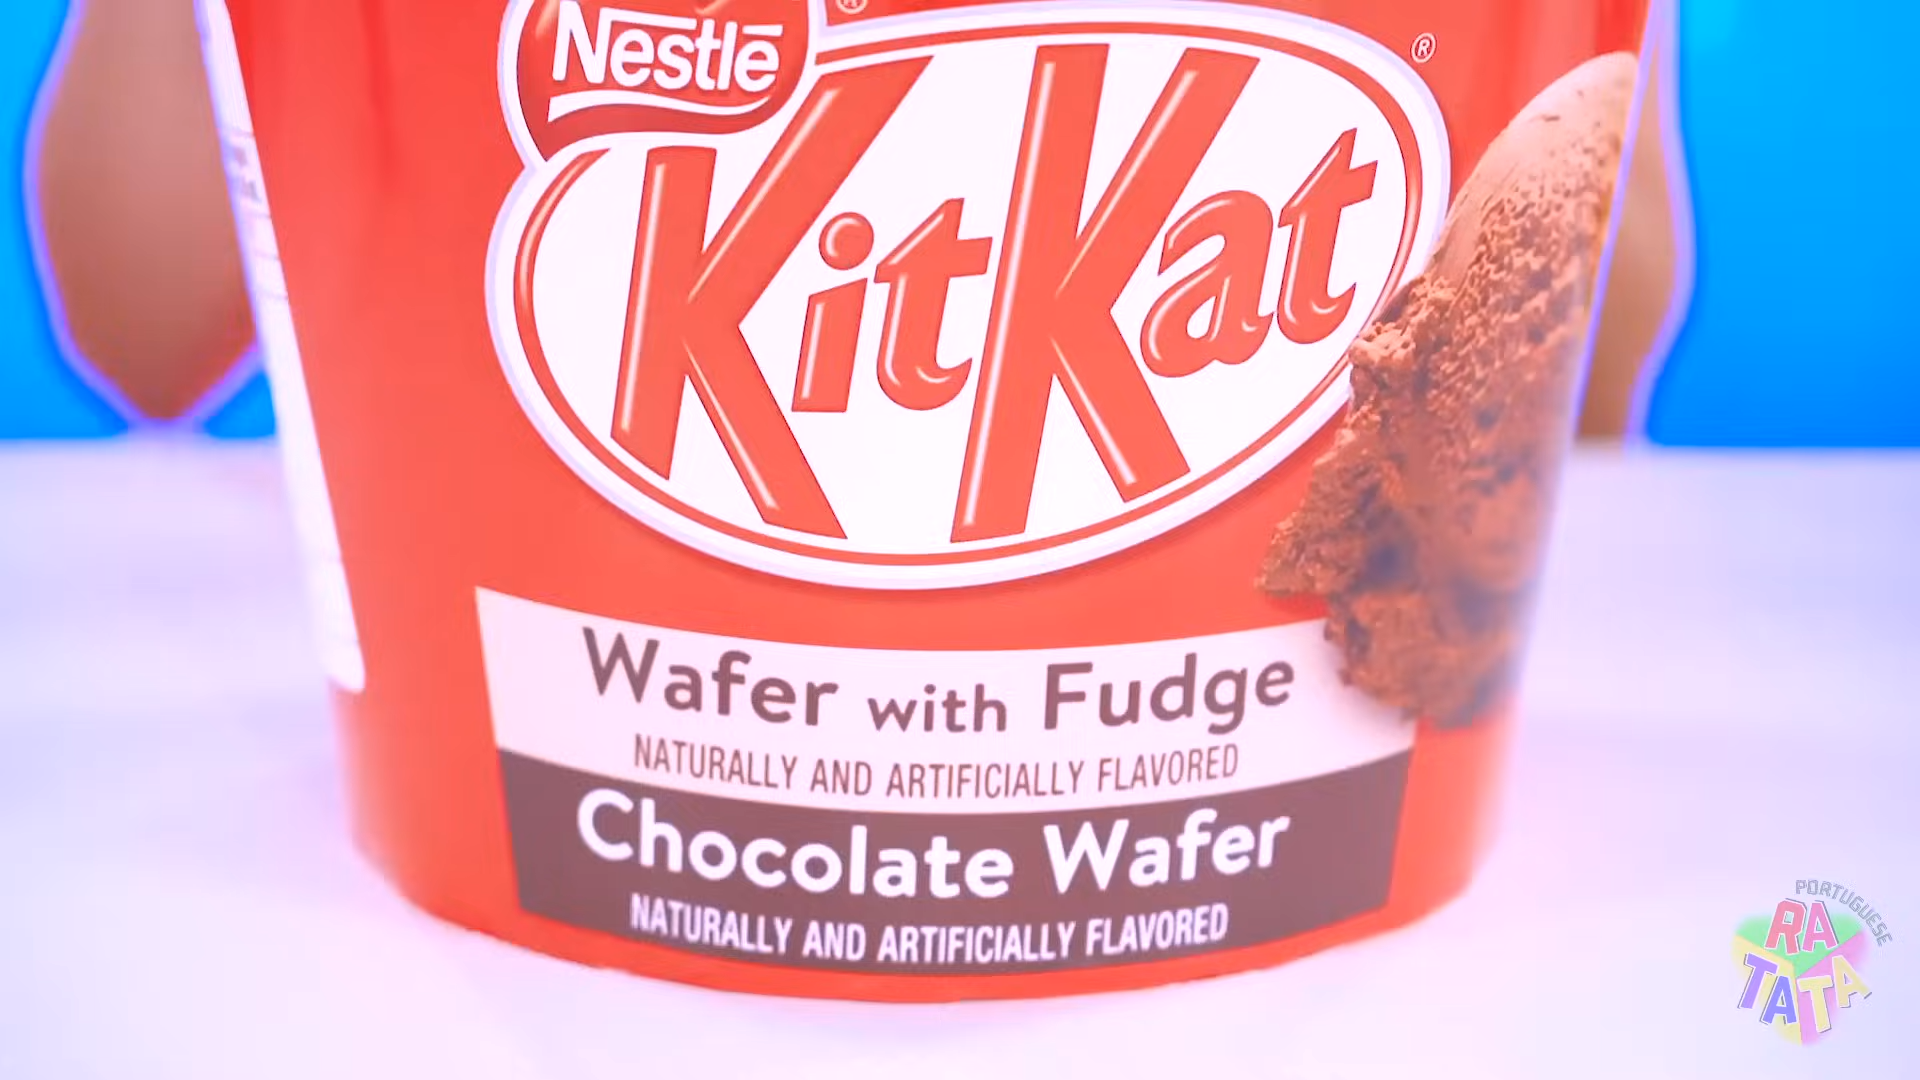 Nestlé
KitKat
®
Wafer with Fudge
NATURALLY AND ARTIFICIALLY FLAVORED
Chocolate Wafer
NATURALLY AND ARTIFICIALLY FLAVORED
PORTUGUESE
RA
TATA